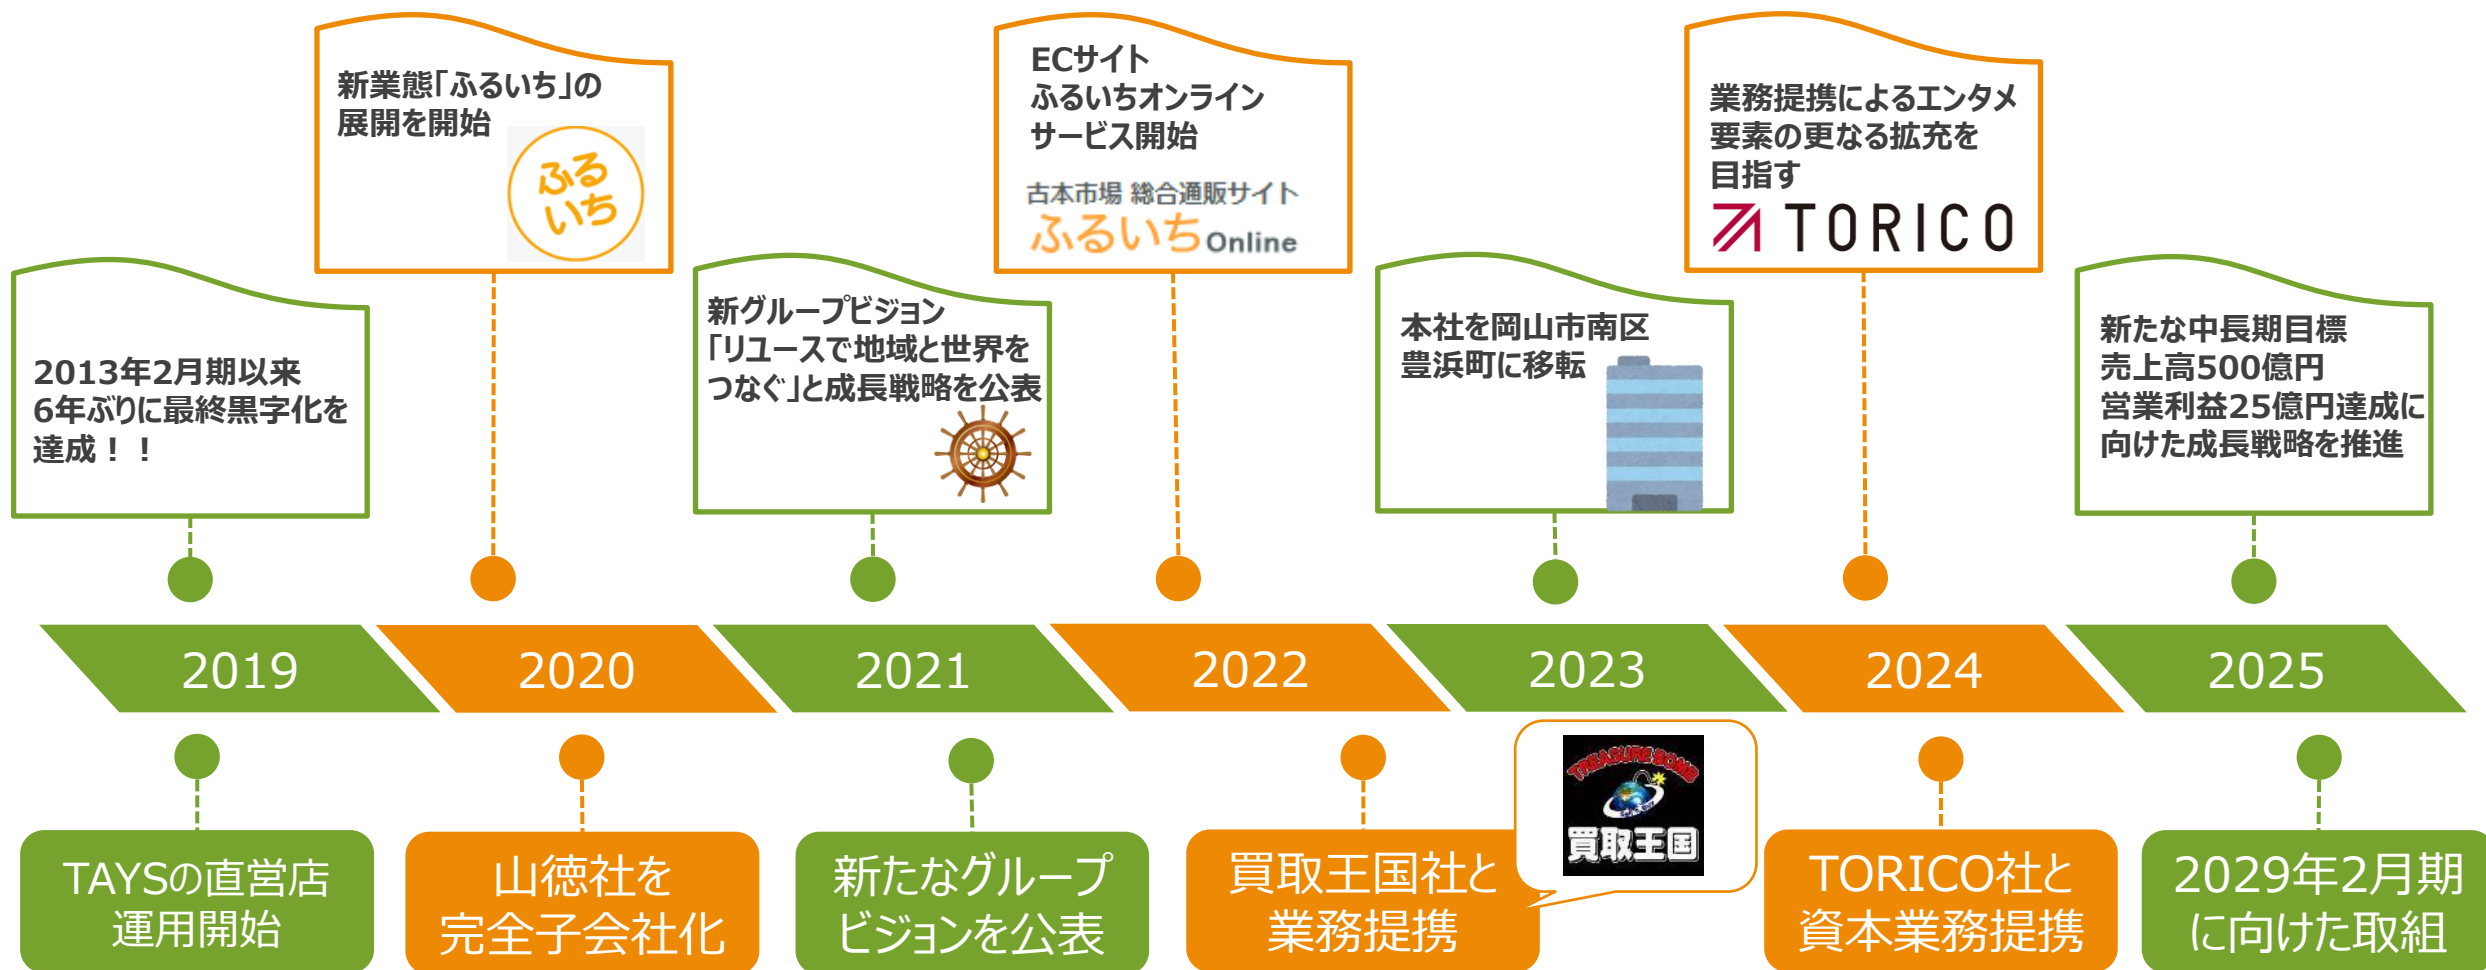 新業態「ふるいち」の
展開を開始
ふる
いち
ECサイト
ふるいちオンライン
サービス開始
古本市場 総合通販サイト
ふるいちOnline
業務提携によるエンタメ
要素の更なる拡充を
目指す
TORICO
2013年2月期以来
6年ぶりに最終黒字化を
達成！！
新グループビジョン
「リユースで地域と世界を
つなぐ」と成長戦略を公表
本社を岡山市南区
豊浜町に移転
新たな中長期目標
売上高500億円
営業利益25億円達成に
向けた成長戦略を推進
2019
2020
2021
2022
2023
2024
2025
TREASURE BOMB
買取王国
TAYSの直営店
運用開始
山徳社を
完全子会社化
新たなグループ
ビジョンを公表
買取王国社と
業務提携
TORICO社と
資本業務提携
2029年2月期
に向けた取組